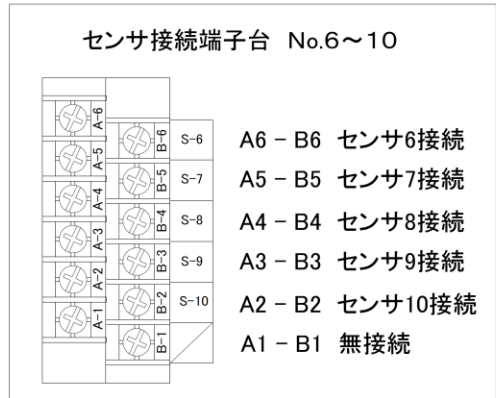 センサ接続端子台 No.6～10
A-6
B-6 S-6 A6 － B6 センサ6接続
A-5
B-5 S-7 A5 － B5 センサ7接続
A-4
B-4 S-8 A4 － B4 センサ8接続
A-3
B-3 S-9 A3 － B3 センサ9接続
A-2
B-2 S-10 A2 － B2 センサ10接続
A-1
B-1 A1 － B1 無接続